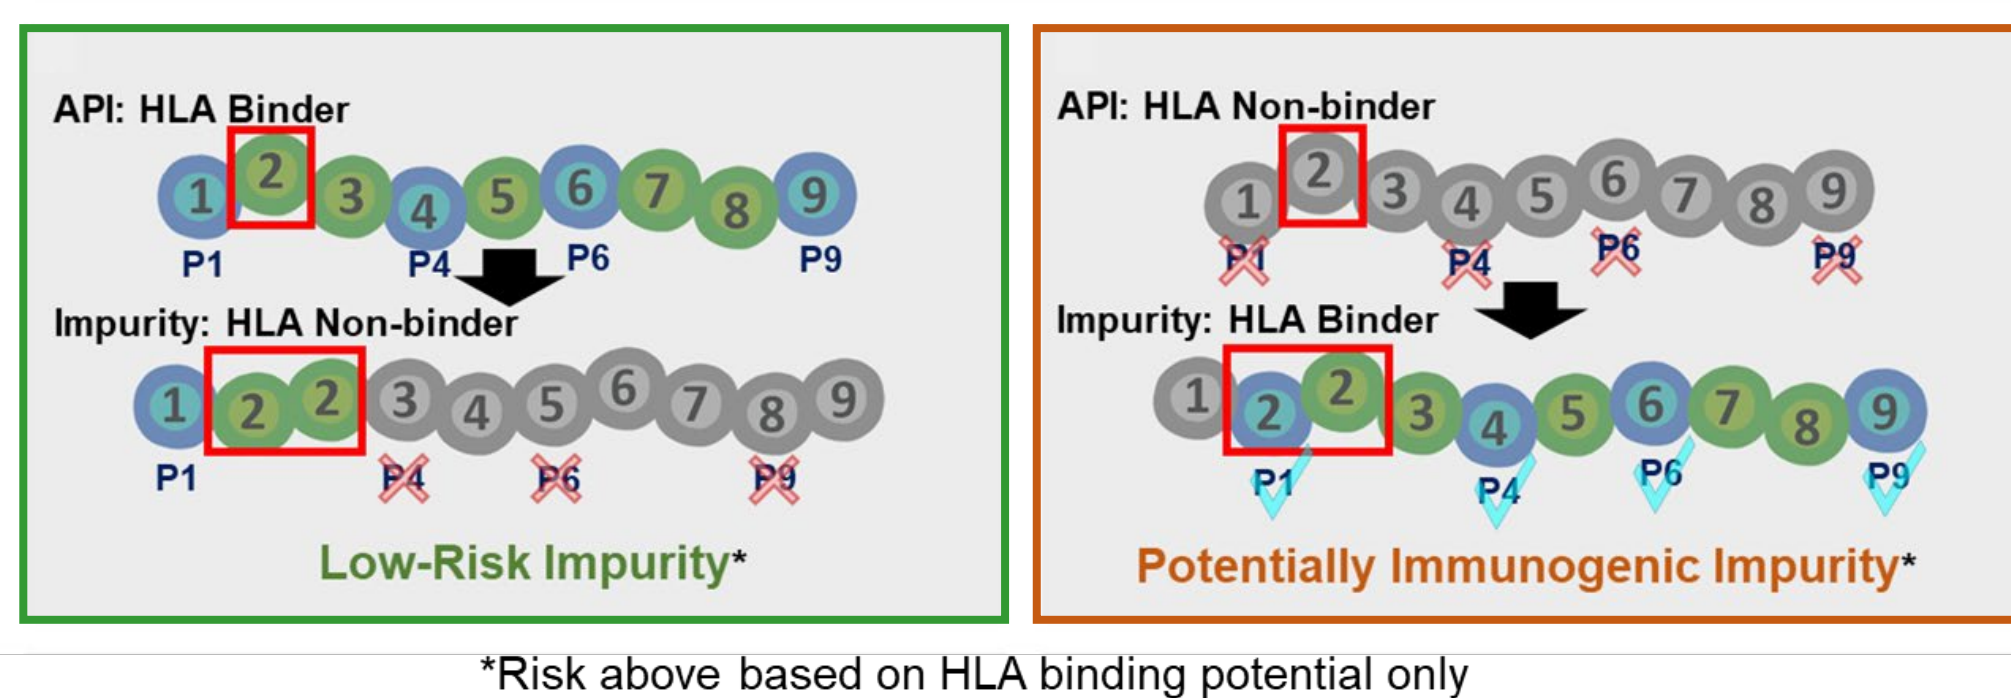 API: HLA Binder
1 2 3 4 5 6 7 8 9
P1 P4 P6 P9
Impurity: HLA Non-binder
1 2 2 3 4 5 6 7 8 9
P1 P4 P6 P9
Low-Risk Impurity*
API: HLA Non-binder
1 2 3 4 5 6 7 8 9
P1 P4 P6 P9
Impurity: HLA Binder
1 2 2 3 4 5 6 7 8 9
P1 P4 P6 P9
Potentially Immunogenic Impurity*
*Risk above based on HLA binding potential only